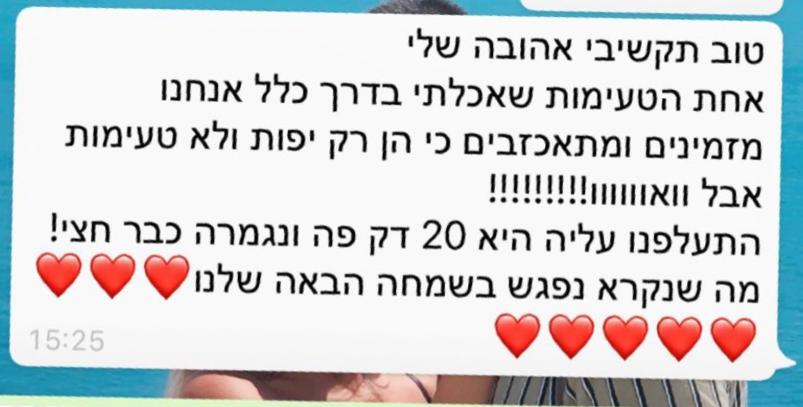 טוב תקשיבי אהובה שלי
אחת הטעימות שאכלתי בדרך כלל אנחנו
מזמינים ומתאכזבים כי הן רק יפות ולא טעימות
אבל וואוווווו!!!!!!!!!
התעלפנו עליה היא 20 דק פה ונגמרה כבר חצי!
מה שנקרא נפגש בשמחה הבאה שלנו❤️❤️❤️
❤️❤️❤️❤️❤️
15:25